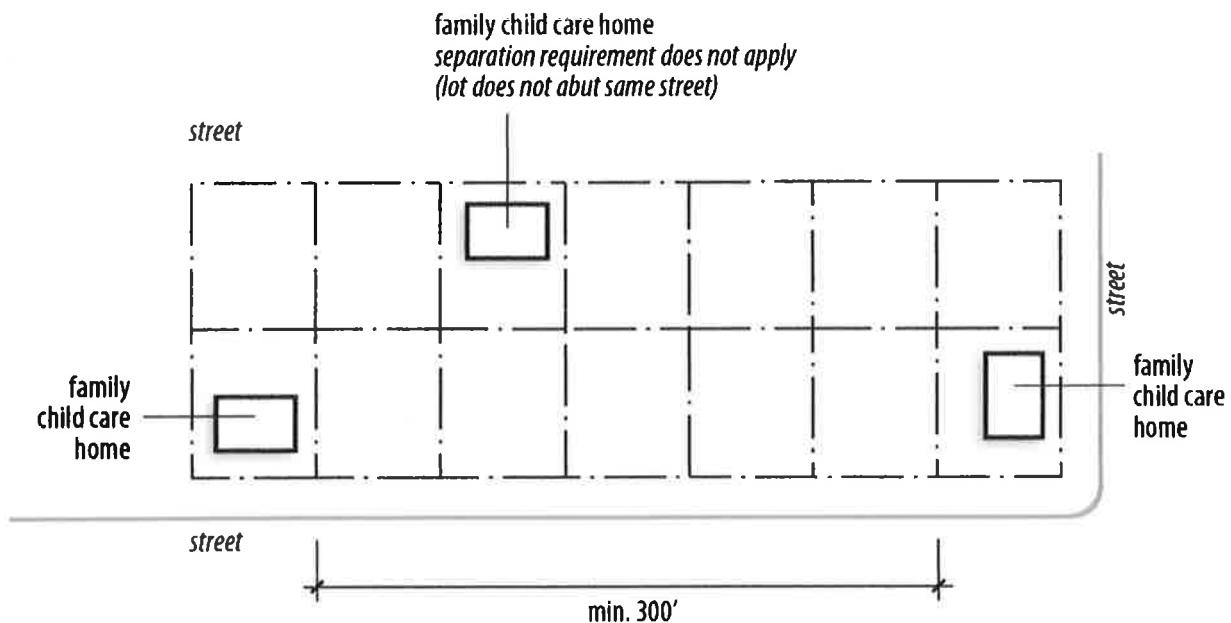 family child care home
separation requirement does not apply
(lot does not abut same street)
street
street
family
child care
home
family
child care
home
street
min. 300'